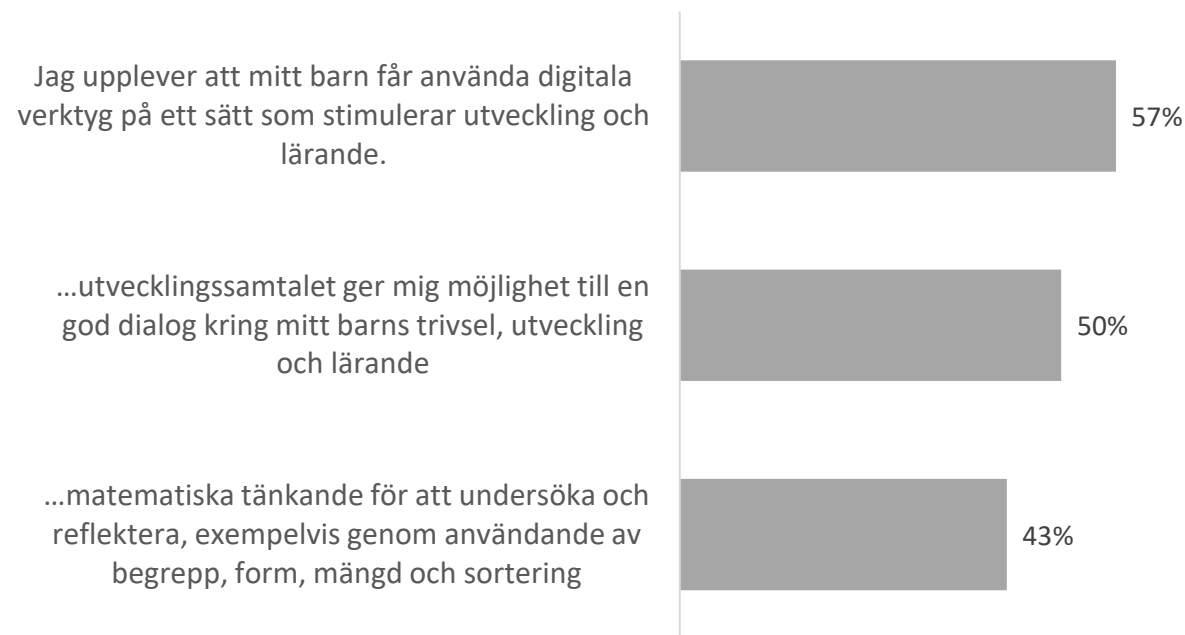 Jag upplever att mitt barn får använda digitala
verktyg på ett sätt som stimulerar utveckling och
lärande.
57%
...utvecklingssamtalet ger mig möjlighet till en
god dialog kring mitt barns trivsel, utveckling
och lärande
50%
...matematiska tänkande för att undersöka och
reflektera, exempelvis genom användande av
begrepp, form, mängd och sortering
43%